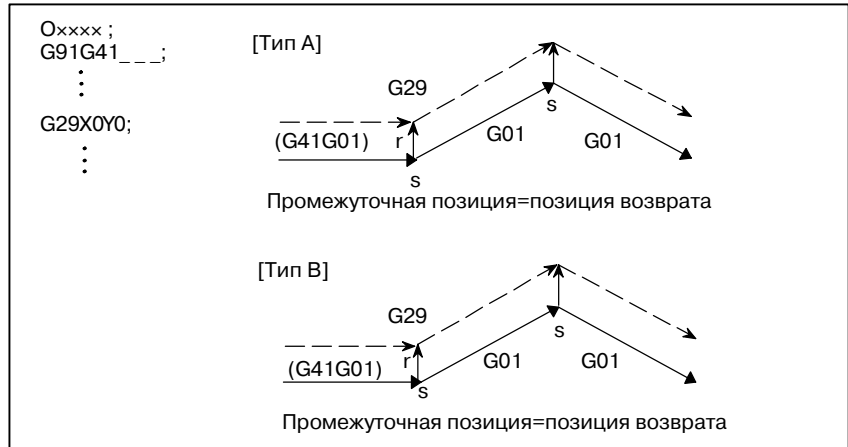 O×××× ;
G91G41_ _ _;
G29X0Y0;
[Тип A]
G29
s
(G41G01)
r
G01
G01
s
Промежуточная позиция=позиция возврата
[Тип B]
G29
s
(G41G01)
r
G01
G01
s
Промежуточная позиция=позиция возврата